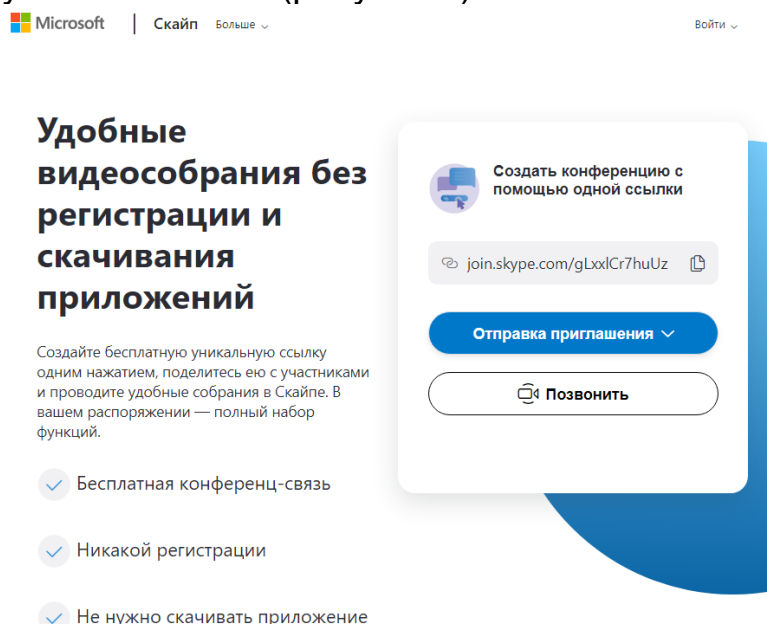 Microsoft
Скайп
Больше
Войти
Удобные
видеособрания без
регистрации и
скачивания
приложений
Создайте бесплатную уникальную ссылку
одним нажатием, поделитесь ею с участниками
и проводите удобные собрания в Скайпе. В
вашем распоряжении — полный набор
функций.
Бесплатная конференц-связь
Никакой регистрации
Не нужно скачивать приложение
Создать конференцию с
помощью одной ссылки
join.skype.com/gLxxlCr7huUz
Отправка приглашения
Позвонить